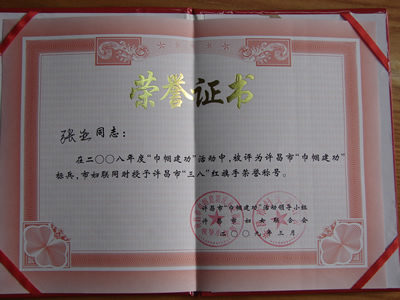 荣誉证书
张
同志:
在二〇〇八年度“巾帼建功”活动中,被评为许昌市“巾帼建功”
标兵,市妇联同时授予许昌市“三八”红旗手荣誉称号。
许昌市“巾帼建功”活动领导小组
许昌市妇女联合会
二〇〇九年三月